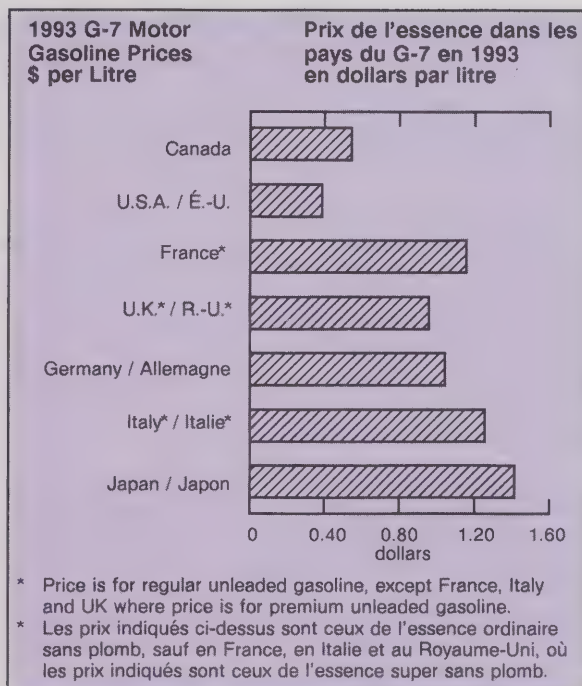 1993 G-7 Motor
Gasoline Prices
$ per Litre
Prix de l'essence dans les
pays du G-7 en 1993
en dollars par litre
Canada
U.S.A. / É.-U.
France*
U.K.* / R.-U.*
Germany / Allemagne
Italy* / Italie*
Japan / Japon
0 0.40 0.80 1.20 1.60
dollars
* Price is for regular unleaded gasoline, except France, Italy
and UK where price is for premium unleaded gasoline.
* Les prix indiqués ci-dessus sont ceux de l'essence ordinaire
sans plomb, sauf en France, en Italie et au Royaume-Uni, où
les prix indiqués sont ceux de l'essence super sans plomb.